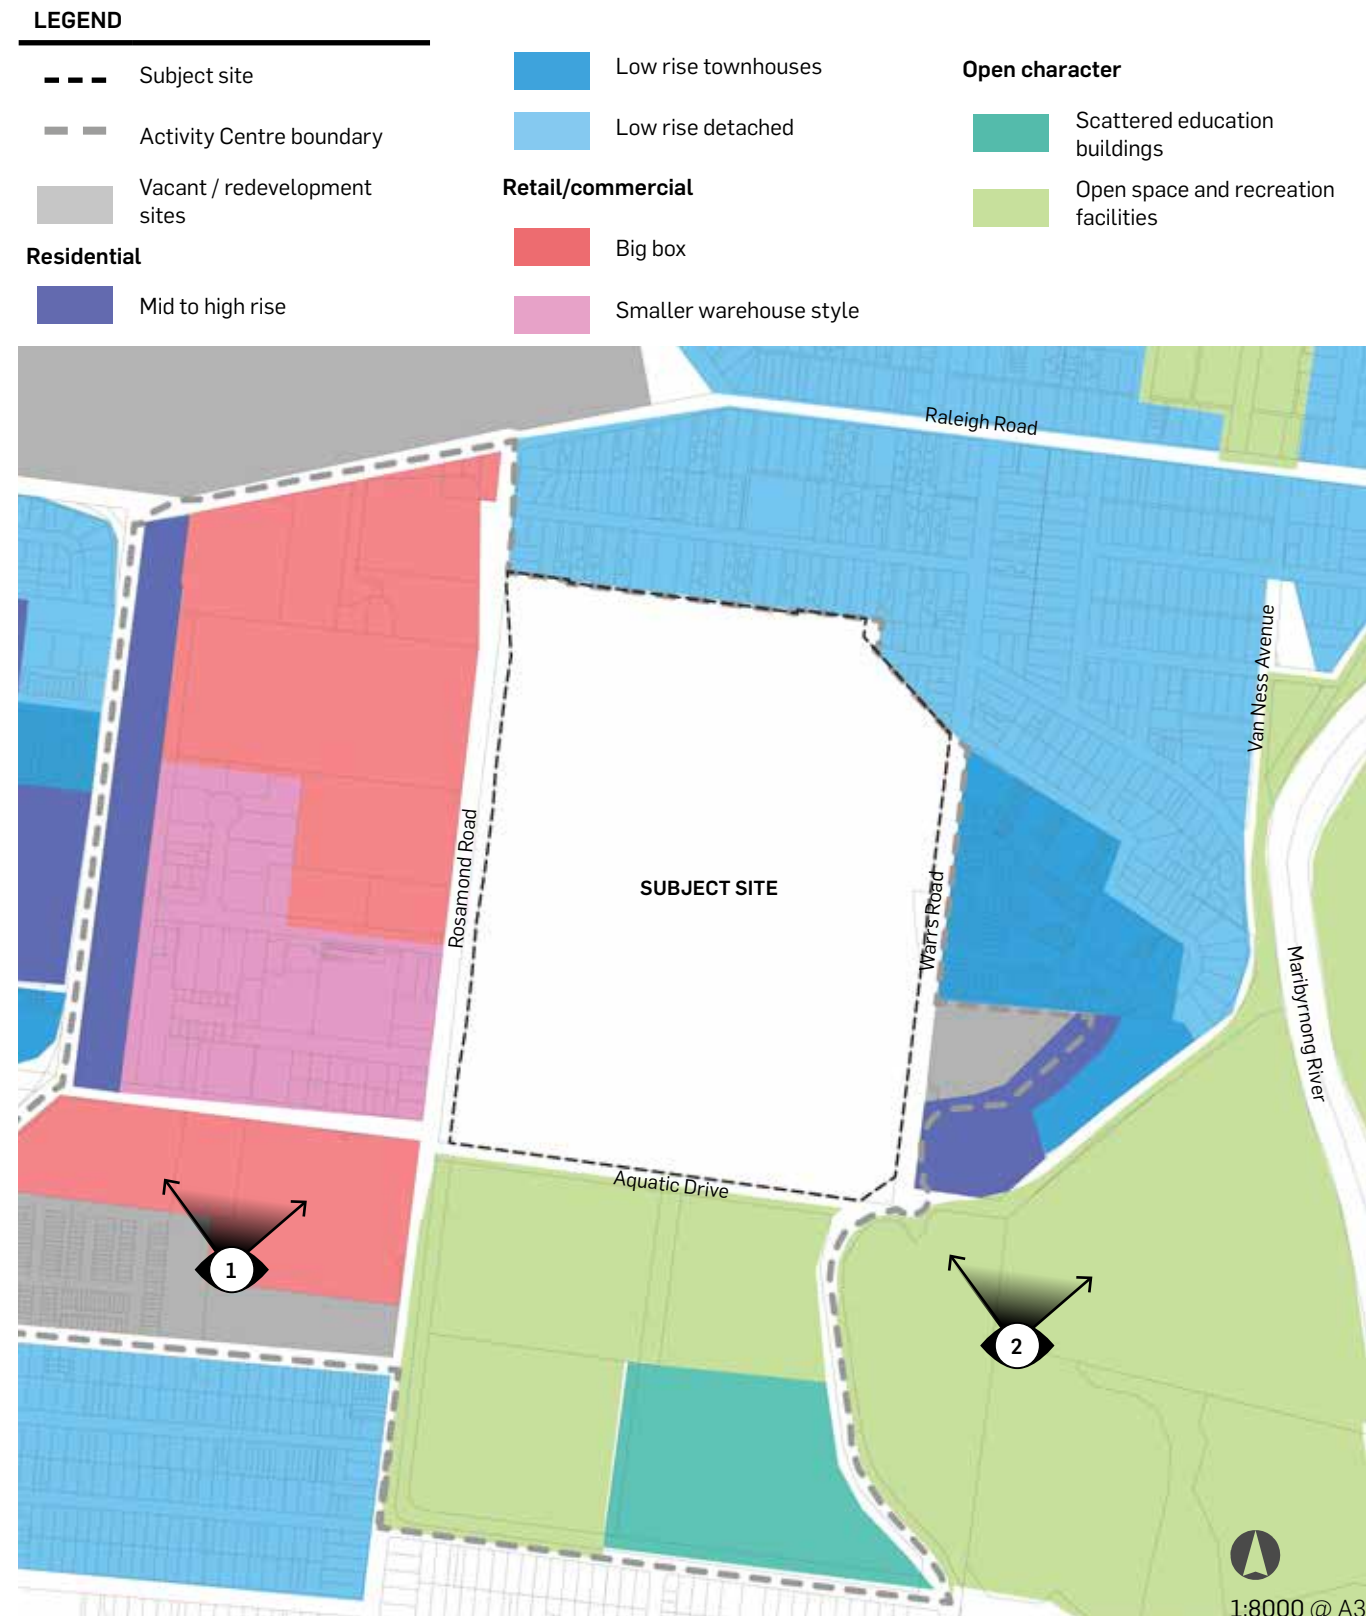 LEGEND
Subject site
Activity Centre boundary
Vacant / redevelopment
sites
Residential
Mid to high rise
Low rise townhouses
Low rise detached
Retail/commercial
Big box
Smaller warehouse style
Open character
Scattered education
buildings
Open space and recreation
facilities
Raleigh Road
Van Ness Avenue
Rosamond Road
SUBJECT SITE
Warrs Road
Maribyrnong River
Aquatic Drive
1
2
1:8000 @ A3